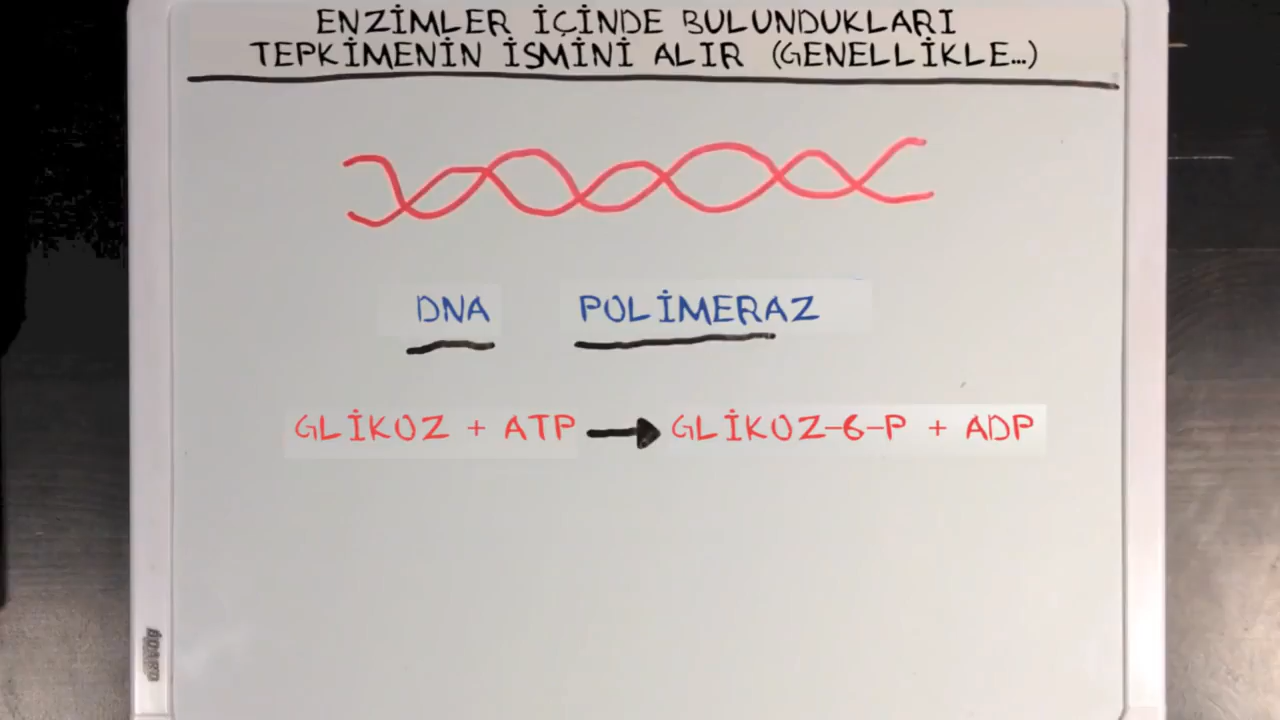 ENZİMLER İÇİNDE BULUNDUKLARI
TEPKİMENİN İSMİNİ ALIR (GENELLİKLE...)
DNA POLİMERAZ
GLİKOZ + ATP → GLİKOZ-6-P + ADP
BOARD